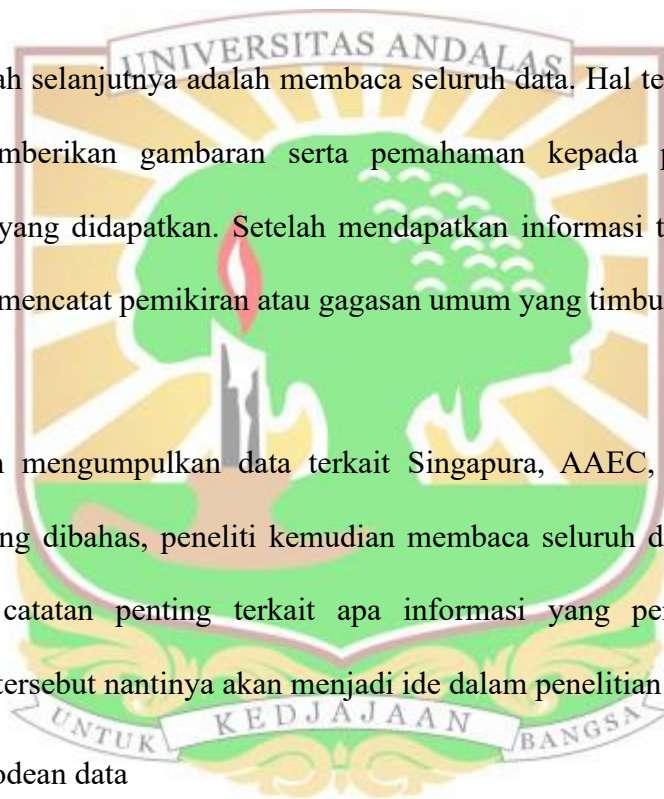 UNIVERSITAS ANDALAS
ah selanjutnya adalah membaca seluruh data. Hal te
mberikan gambaran serta pemahaman kepada p
yang didapatkan. Setelah mendapatkan informasi t
mencatat pemikiran atau gagasan umum yang timbu
n mengumpulkan data terkait Singapura, AAEC,
ng dibahas, peneliti kemudian membaca seluruh d
catatan penting terkait apa informasi yang per
tersebut nantinya akan menjadi ide dalam penelitian
UNTUK KEDJAJAAN BANGSA
odean data